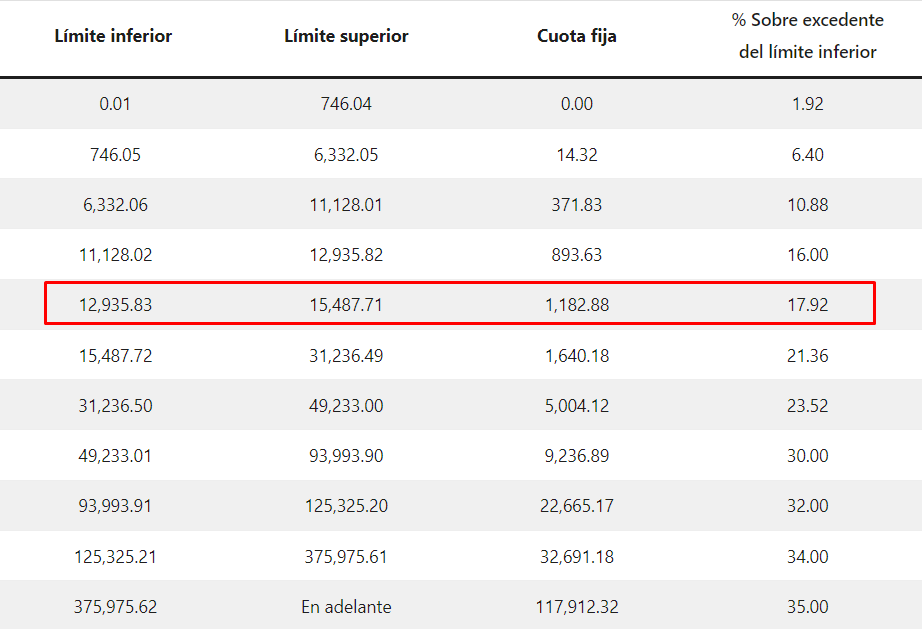 Límite inferior Límite superior Cuota fija % Sobre excedente del límite inferior
0.01 746.04 0.00 1.92
746.05 6,332.05 14.32 6.40
6,332.06 11,128.01 371.83 10.88
11,128.02 12,935.82 893.63 16.00
12,935.83 15,487.71 1,182.88 17.92
15,487.72 31,236.49 1,640.18 21.36
31,236.50 49,233.00 5,004.12 23.52
49,233.01 93,993.90 9,236.89 30.00
93,993.91 125,325.20 22,665.17 32.00
125,325.21 375,975.61 32,691.18 34.00
375,975.62 En adelante 117,912.32 35.00